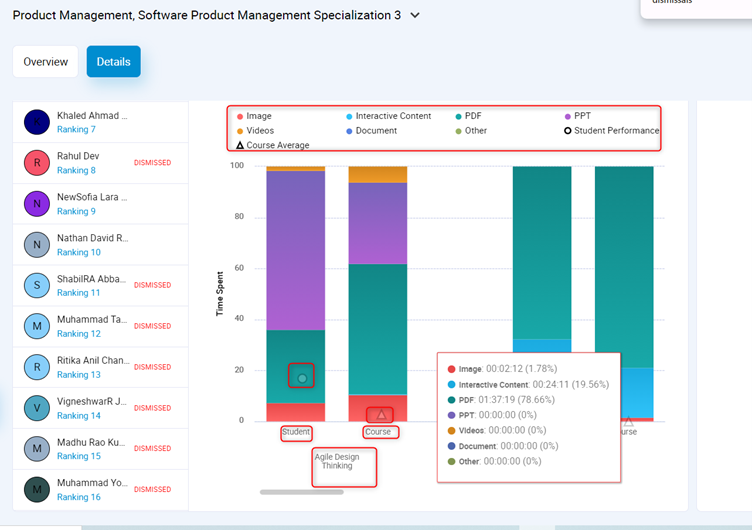 dismissals
Product Management, Software Product Management Specialization 3
Overview
Details
Khaled Ahmad ...
Ranking 7
R
Rahul Dev
Ranking 8
DISMISSED
N
NewSofia Lara ...
Ranking 9
N
Nathan David R...
Ranking 10
S
ShabilRA Abba...
Ranking 11
DISMISSED
M
Muhammad Ta...
Ranking 12
DISMISSED
R
Ritika Anil Chan...
Ranking 13
DISMISSED
V
VigneshwarR J...
Ranking 14
DISMISSED
M
Madhu Rao Ku...
Ranking 15
DISMISSED
M
Muhammad Yo...
Ranking 16
DISMISSED
Image
Interactive Content
PDF
PPT
Videos
Document
Other
Student Performance
Course Average
Time Spent
100
80
60
40
20
0
Student
Course
Agile Design
Thinking
Image: 00:02:12 (1.78%)
Interactive Content: 00:24:11 (19.56%)
PDF: 01:37:19 (78.66%)
PPT: 00:00:00 (0%)
Videos: 00:00:00 (0%)
Document: 00:00:00 (0%)
Other: 00:00:00 (0%)
urse